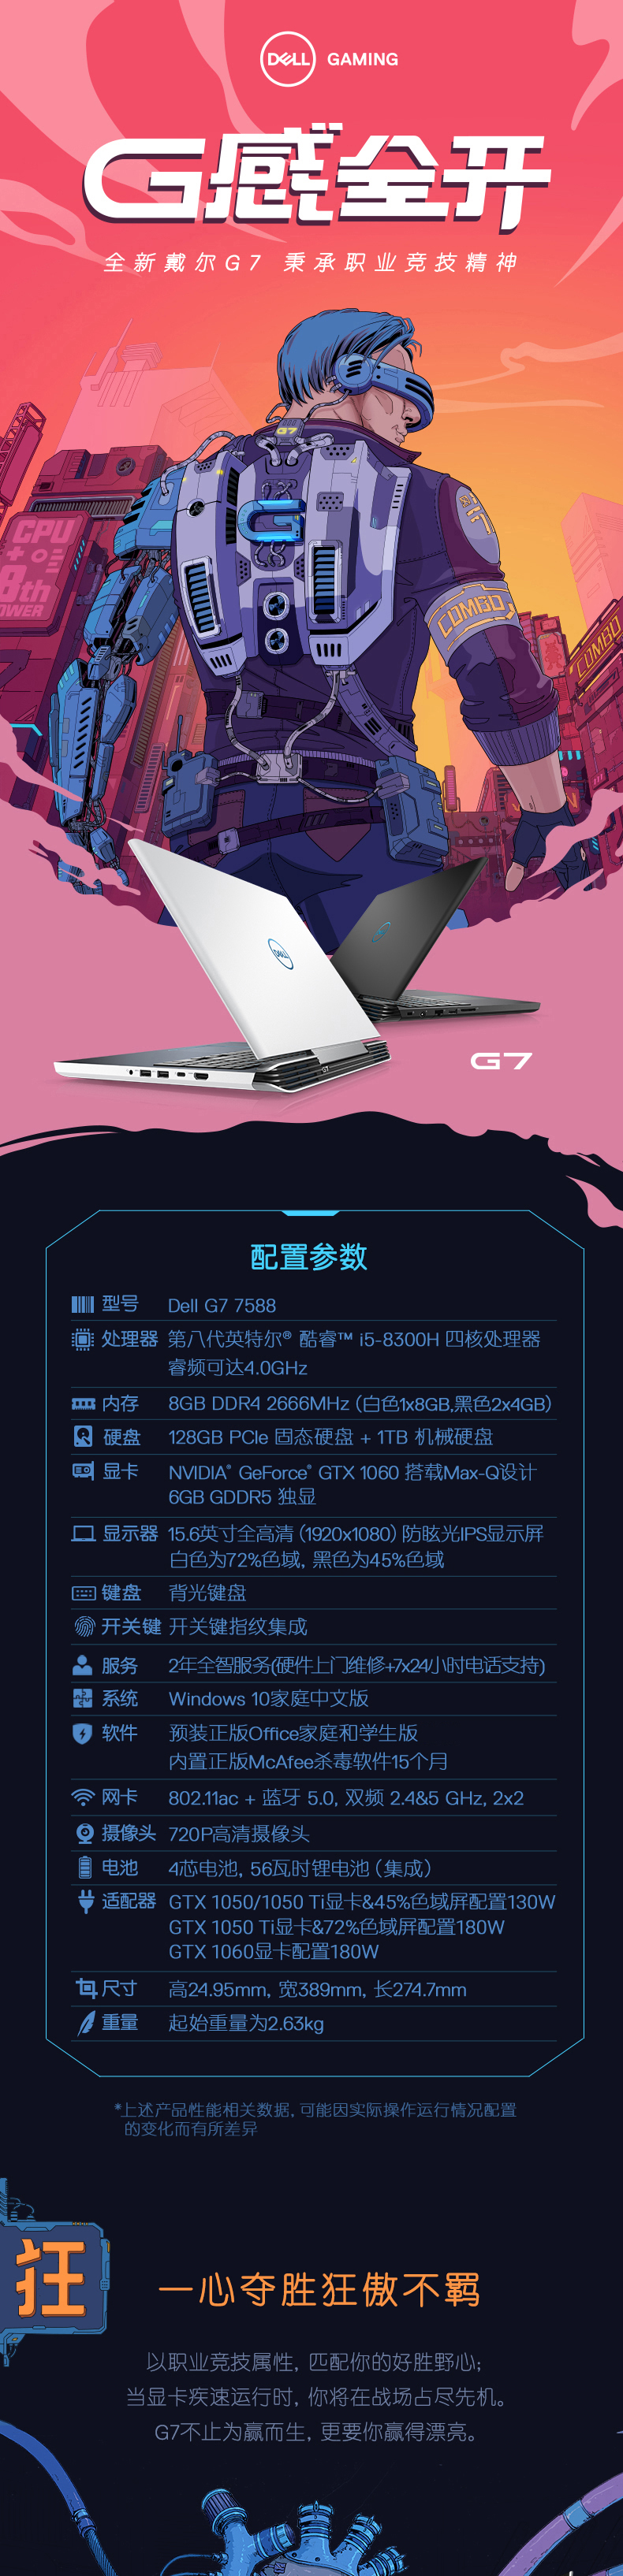 DELL GAMING
G感全开
全新戴尔G7 秉承职业竞技精神
G7
G
CPU
+
8th
POWER
COMBO
COMBO
DELL
G7
G7
配置参数
型号 Dell G7 7588
处理器 第八代英特尔® 酷睿™ i5-8300H 四核处理器
睿频可达4.0GHz
内存 8GB DDR4 2666MHz (白色1x8GB,黑色2x4GB)
硬盘 128GB PCIe 固态硬盘 + 1TB 机械硬盘
显卡 NVIDIA® GeForce® GTX 1060 搭载Max-Q设计
6GB GDDR5 独显
显示器 15.6英寸全高清 (1920x1080) 防眩光IPS显示屏
白色为72%色域, 黑色为45%色域
键盘 背光键盘
开关键 开关键指纹集成
服务 2年全智服务(硬件上门维修+7x24小时电话支持)
系统 Windows 10家庭中文版
软件 预装正版Office家庭和学生版
内置正版McAfee杀毒软件15个月
网卡 802.11ac + 蓝牙 5.0, 双频 2.4&5 GHz, 2x2
摄像头 720P高清摄像头
电池 4芯电池, 56瓦时锂电池 (集成)
适配器 GTX 1050/1050 Ti显卡&45%色域屏配置130W
GTX 1050 Ti显卡&72%色域屏配置180W
GTX 1060显卡配置180W
尺寸 高24.95mm, 宽389mm, 长274.7mm
重量 起始重量为2.63kg
*上述产品性能相关数据, 可能因实际操作运行情况配置
的变化而有所差异
狂
一心夺胜狂傲不羁
以职业竞技属性, 匹配你的好胜野心;
当显卡疾速运行时, 你将在战场占尽先机。
G7不止为赢而生, 更要你赢得漂亮。